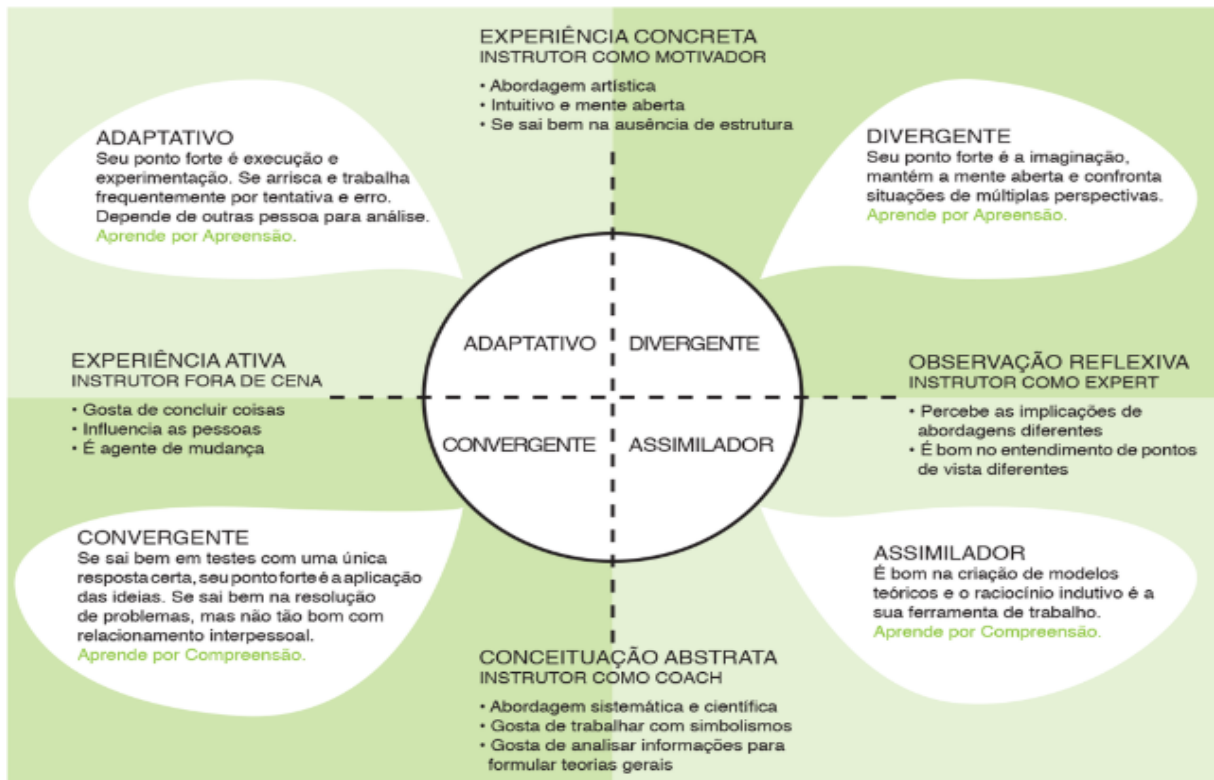 EXPERIÊNCIA CONCRETA
INSTRUTOR COMO MOTIVADOR
• Abordagem artística
• Intuitivo e mente aberta
• Se sai bem na ausência de estrutura
ADAPTATIVO
Seu ponto forte é execução e
experimentação. Se arrisca e trabalha
frequentemente por tentativa e erro.
Depende de outras pessoa para análise.
Aprende por Apreensão.
DIVERGENTE
Seu ponto forte é a imaginação,
mantém a mente aberta e confronta
situações de múltiplas perspectivas.
Aprende por Apreensão.
ADAPTATIVO
DIVERGENTE
EXPERIÊNCIA ATIVA
INSTRUTOR FORA DE CENA
• Gosta de concluir coisas
• Influencia as pessoas
• É agente de mudança
OBSERVAÇÃO REFLEXIVA
INSTRUTOR COMO EXPERT
• Percebe as implicações de
abordagens diferentes
• É bom no entendimento de pontos
de vista diferentes
CONVERGENTE
ASSIMILADOR
CONVERGENTE
Se sai bem em testes com uma única
resposta certa, seu ponto forte é a aplicação
das ideias. Se sai bem na resolução
de problemas, mas não tão bom com
relacionamento interpessoal.
Aprende por Compreensão.
ASSIMILADOR
É bom na criação de modelos
teóricos e o raciocínio indutivo é a
sua ferramenta de trabalho.
Aprende por Compreensão.
CONCEITUAÇÃO ABSTRATA
INSTRUTOR COMO COACH
• Abordagem sistemática e científica
• Gosta de trabalhar com simbolismos
• Gosta de analisar informações para
formular teorias gerais